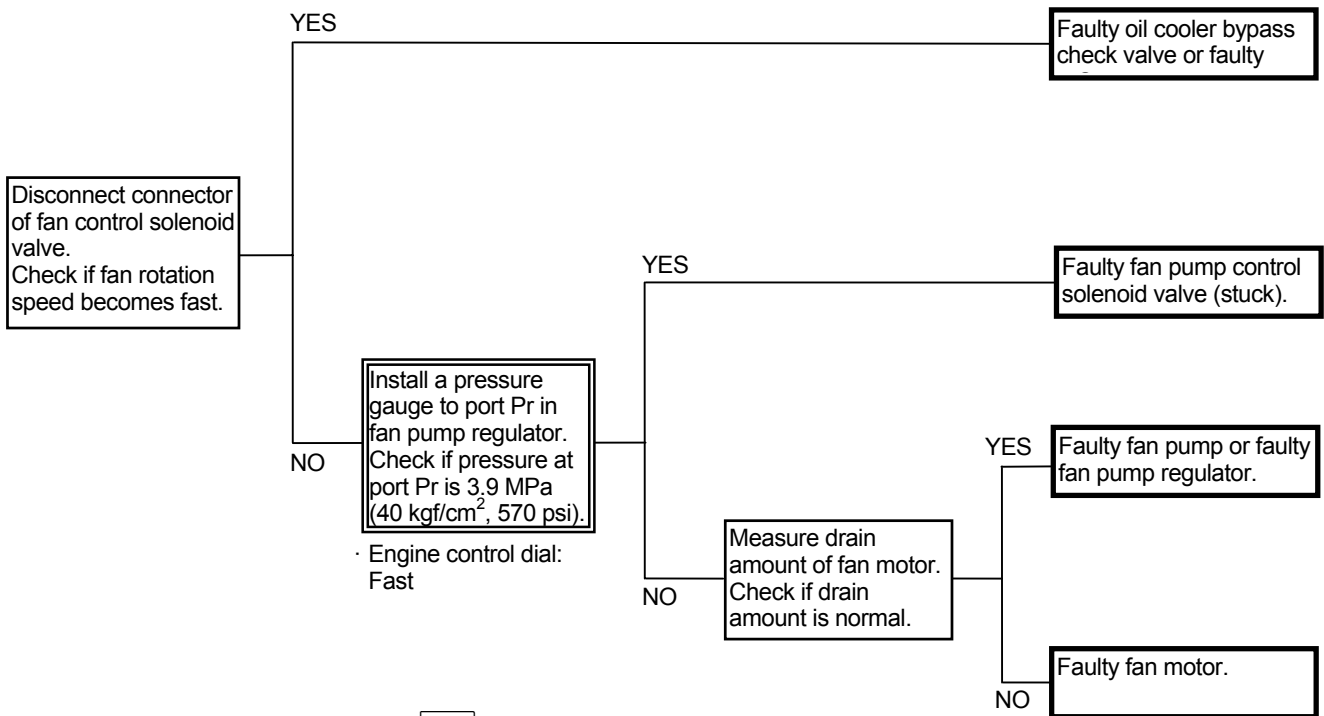 YES
Faulty oil cooler bypass
check valve or faulty
Disconnect connector
of fan control solenoid
valve.
Check if fan rotation
speed becomes fast.
YES
Faulty fan pump control
solenoid valve (stuck).
NO
Install a pressure
gauge to port Pr in
fan pump regulator.
Check if pressure at
port Pr is 3.9 MPa
(40 kgf/cm², 570 psi).
· Engine control dial:
Fast
YES
Faulty fan pump or faulty
fan pump regulator.
NO
Measure drain
amount of fan motor.
Check if drain
amount is normal.
NO
Faulty fan motor.